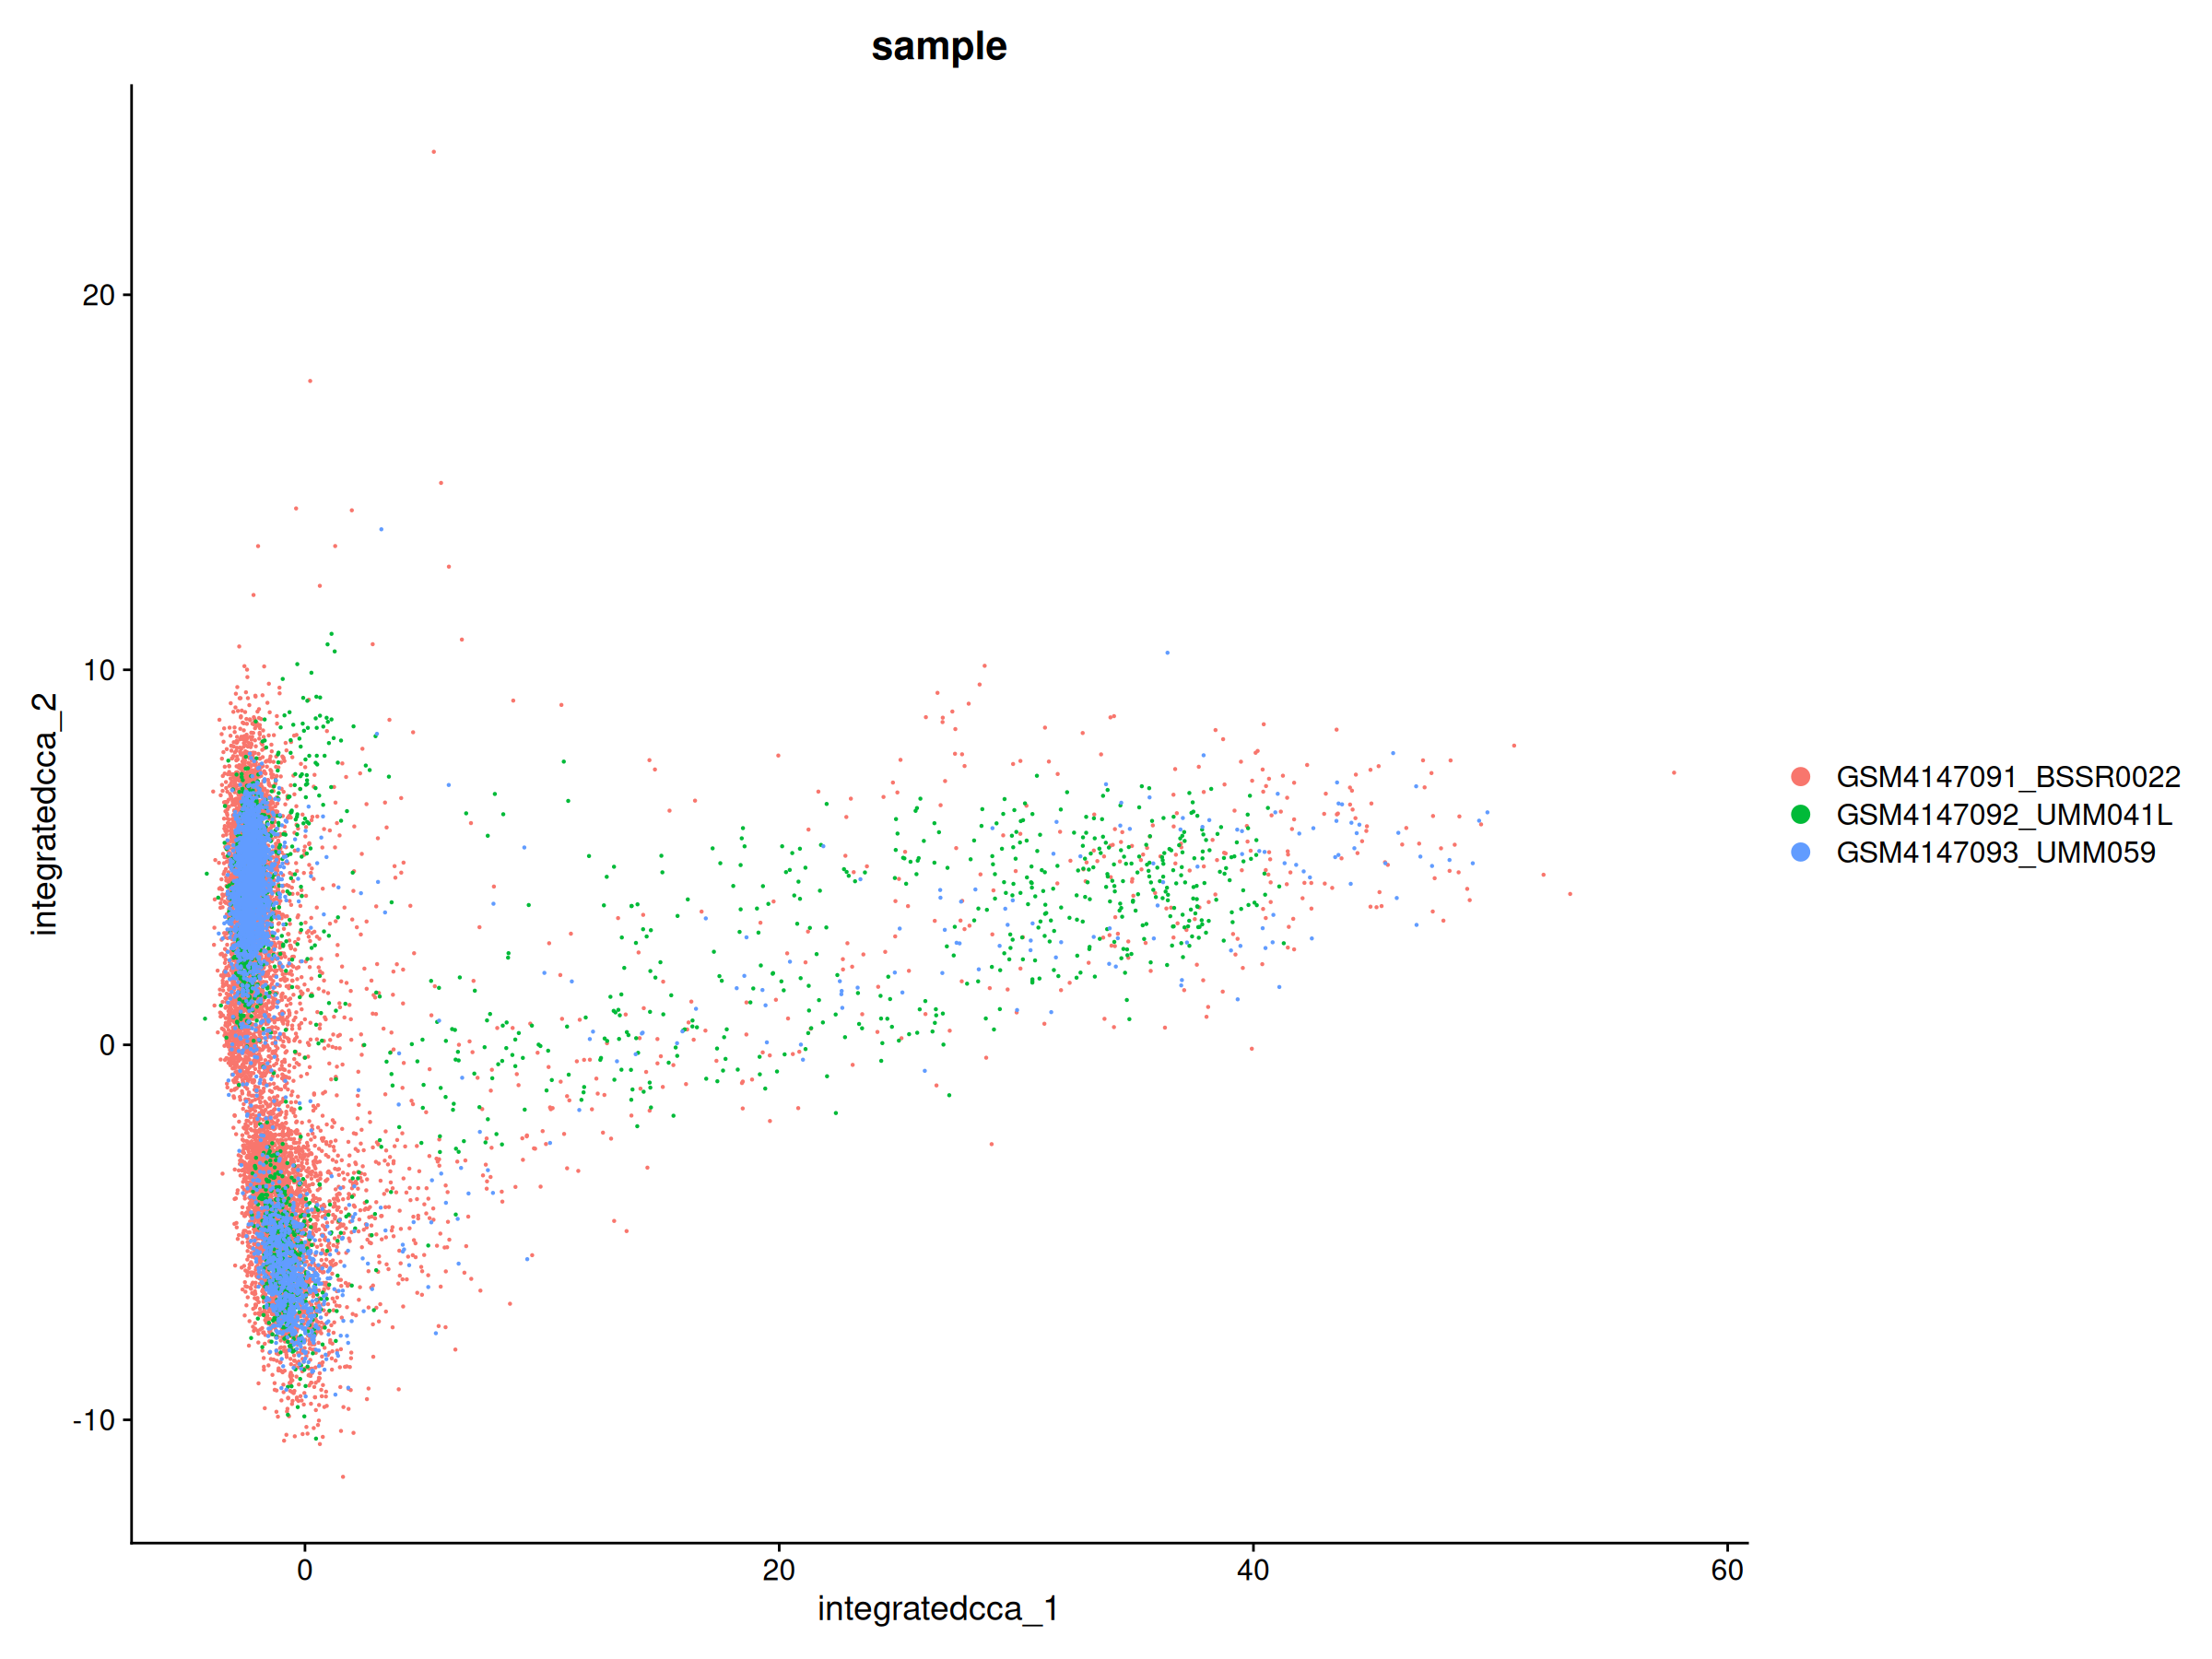 sample
integratedcca_2
20
10
0
-10
0 20 40 60
integratedcca_1
GSM4147091_BSSR0022
GSM4147092_UMM041L
GSM4147093_UMM059